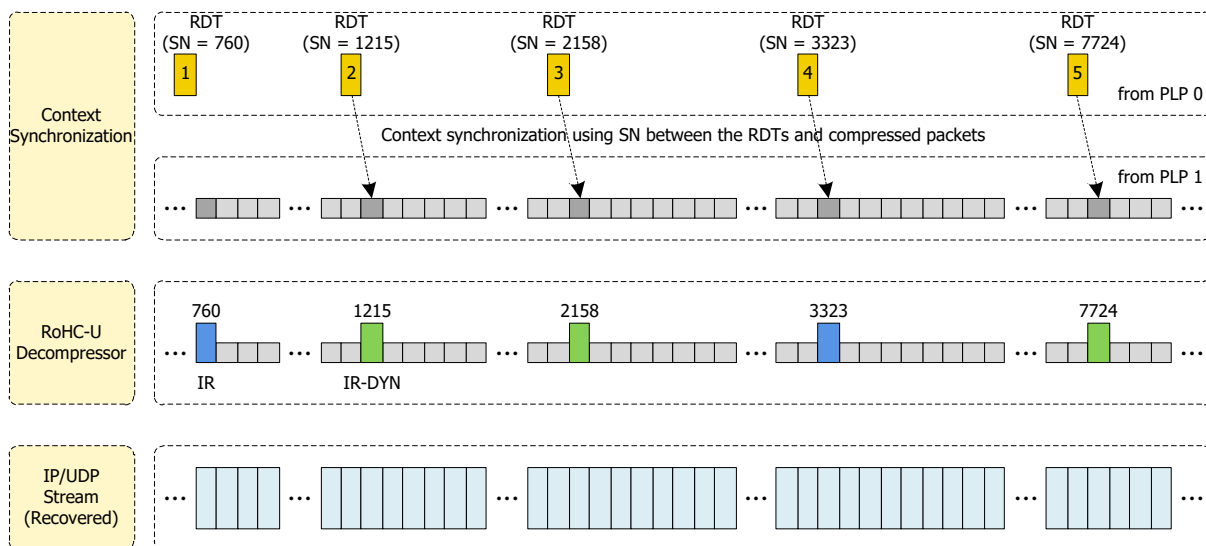 RDT
(SN = 760)
RDT
(SN = 1215)
RDT
(SN = 2158)
RDT
(SN = 3323)
RDT
(SN = 7724)
1
2
3
4
5
from PLP 0
Context
Synchronization
Context synchronization using SN between the RDTs and compressed packets
from PLP 1
... ... ... ... ... ...
RoHC-U
Decompressor
760
1215
2158
3323
7724
... ... ... ... ... ...
IR
IR-DYN
IP/UDP
Stream
(Recovered)
... ... ... ... ... ...